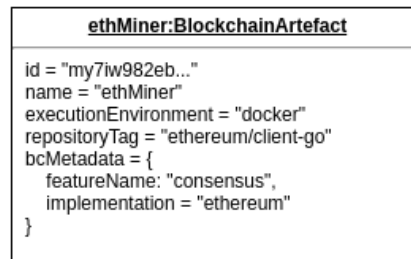 ethMiner:BlockchainArtefact
id = "my7iw982eb..."
name = "ethMiner"
executionEnvironment = "docker"
repositoryTag = "ethereum/client-go"
bcMetadata = {
featureName: "consensus",
implementation = "ethereum"
}